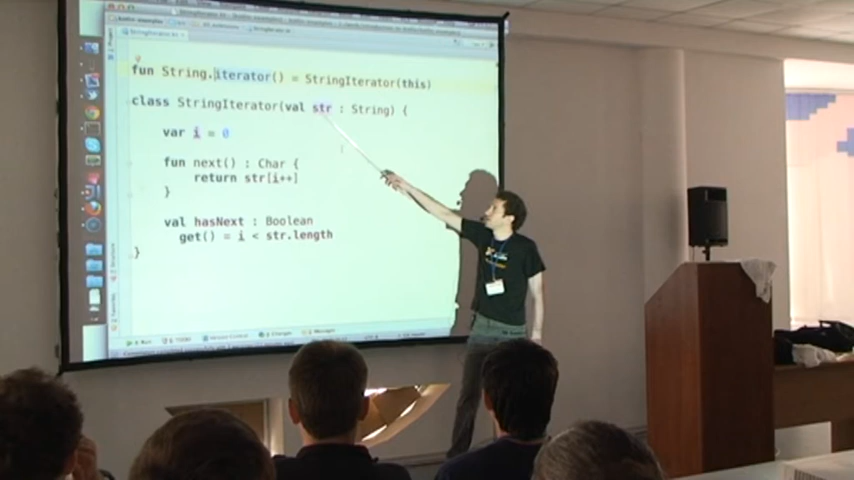 fun String.iterator() = StringIterator(this)
class StringIterator(val str : String) {
var i = 0
fun next() : Char {
return str[i++]
}
val hasNext : Boolean
get() = i < str.length
}